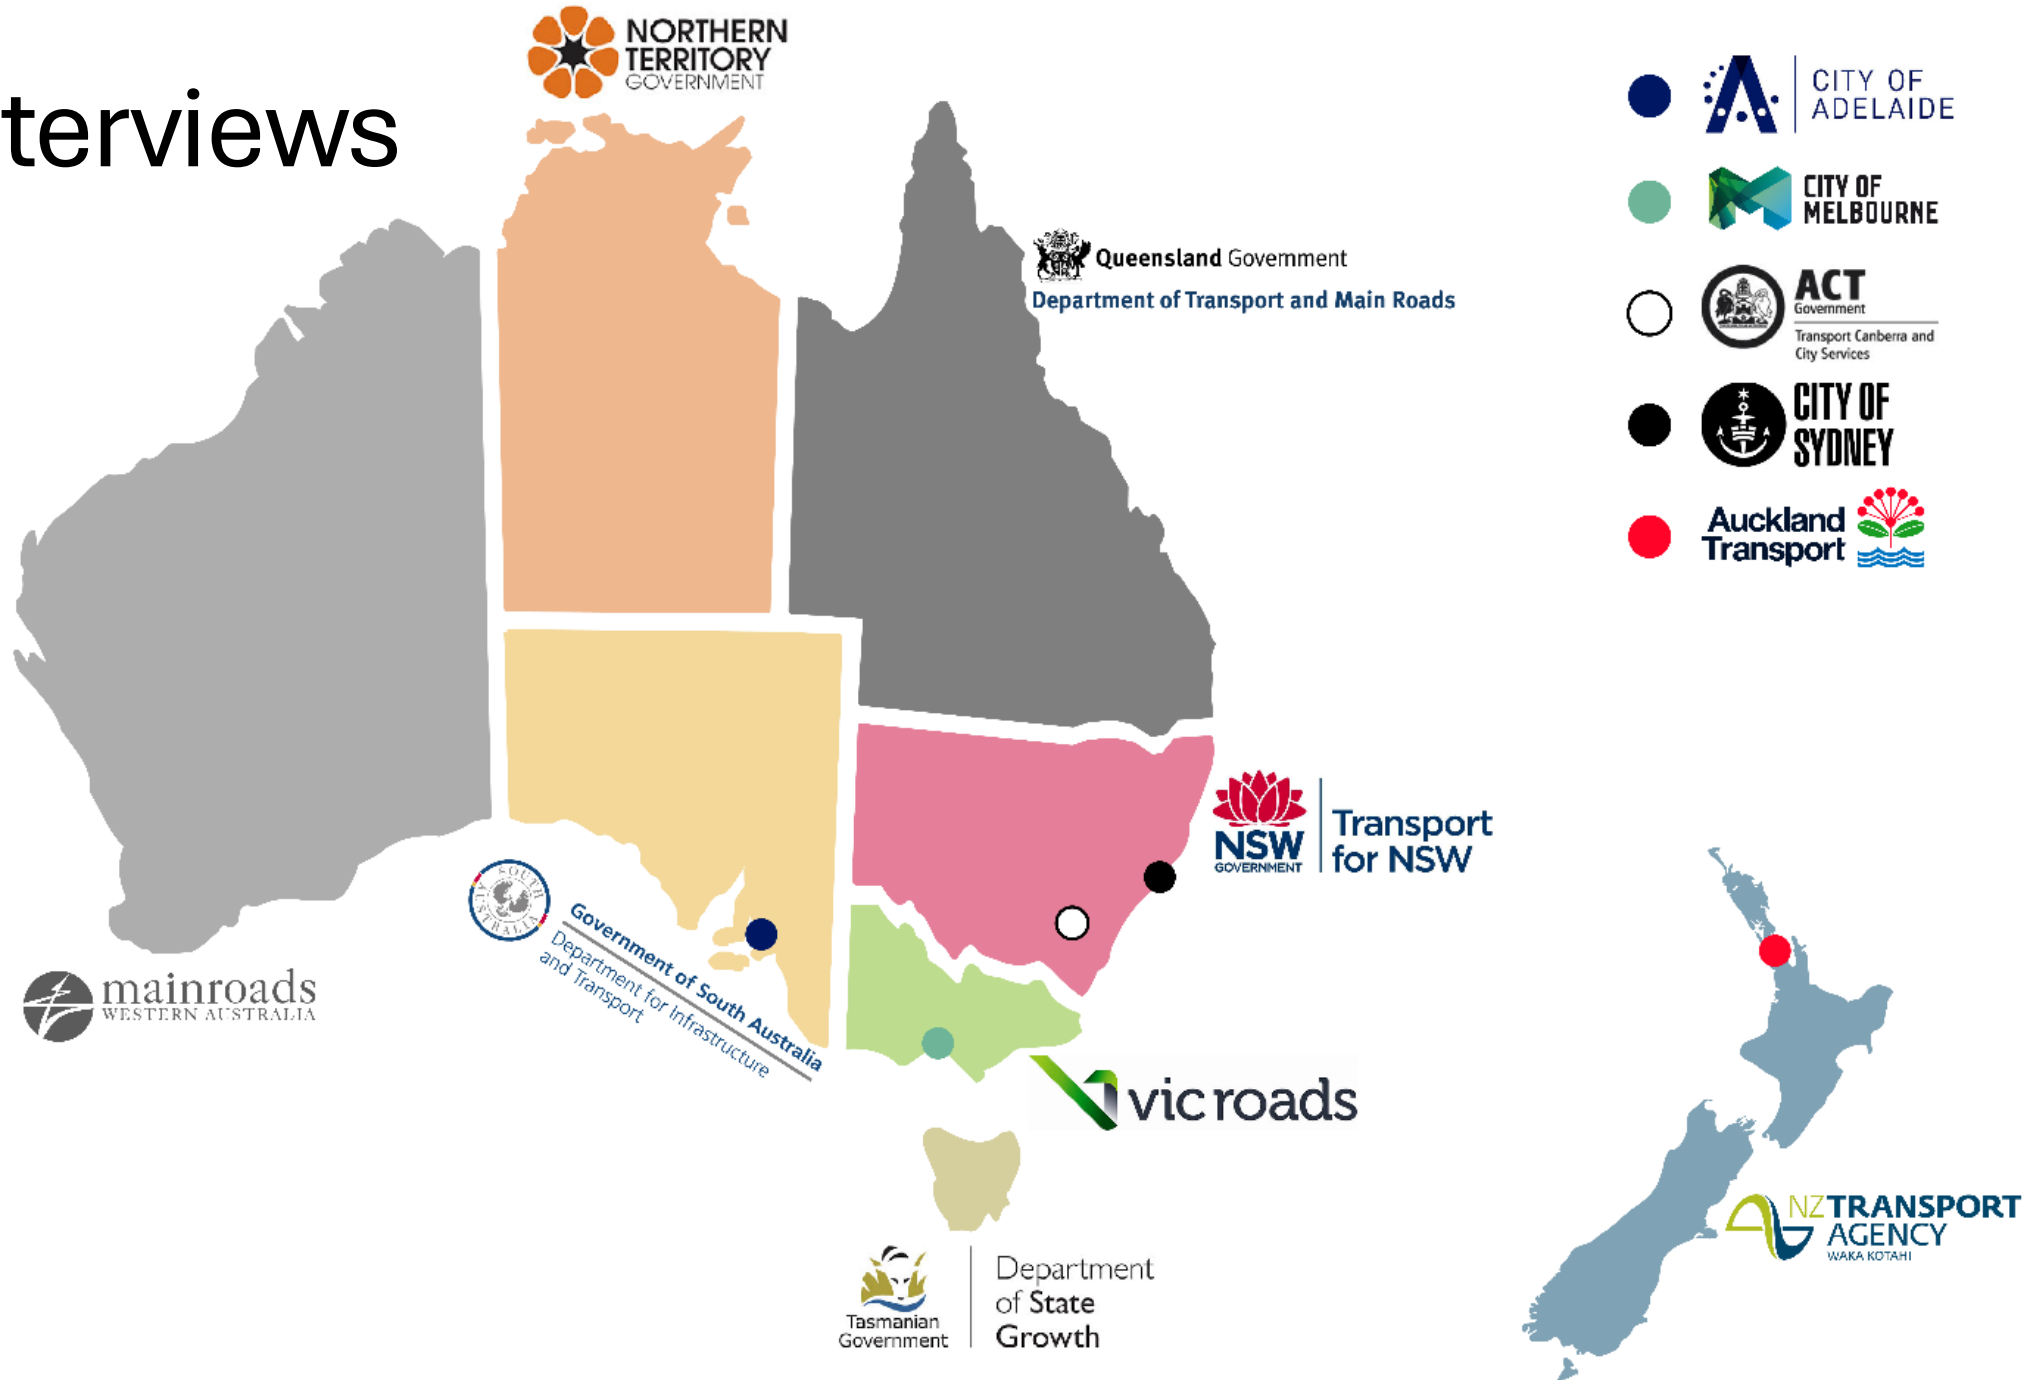 terviews
NORTHERN
TERRITORY
GOVERNMENT
Queensland Government
Department of Transport and Main Roads
CITY OF
ADELAIDE
CITY OF
MELBOURNE
ACT
Government
Transport Canberra and
City Services
CITY OF
SYDNEY
Auckland
Transport
NSW
GOVERNMENT
Transport
for NSW
SOUTH
AUSTRALIA
Government of South Australia
Department for Infrastructure
and Transport
mainroads
WESTERN AUSTRALIA
vicroads
Tasmanian
Government
Department
of State
Growth
NZTRANSPORT
AGENCY
WAKA KOTAHI